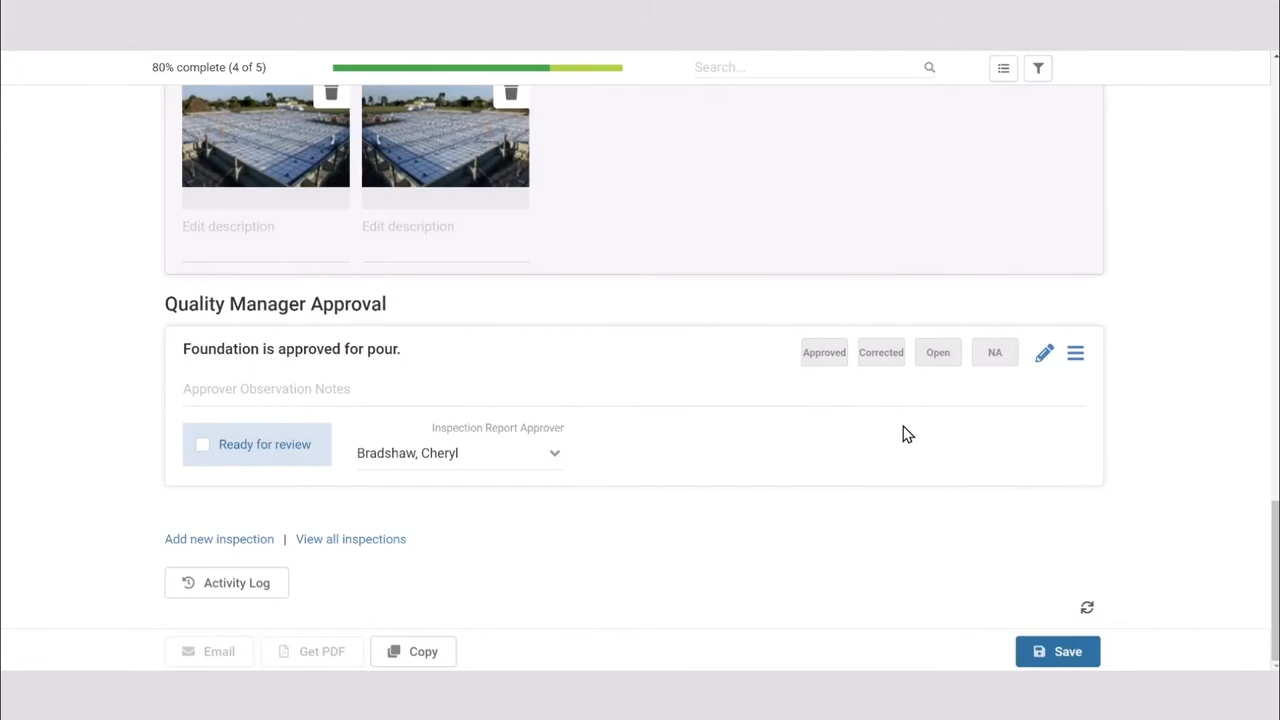 80% complete (4 of 5)
Search...
Edit description
Edit description
Quality Manager Approval
Foundation is approved for pour.
Approved
Corrected
Open
NA
Approver Observation Notes
Ready for review
Inspection Report Approver
Bradshaw, Cheryl
Add new inspection | View all inspections
Activity Log
Email
Get PDF
Copy
Save